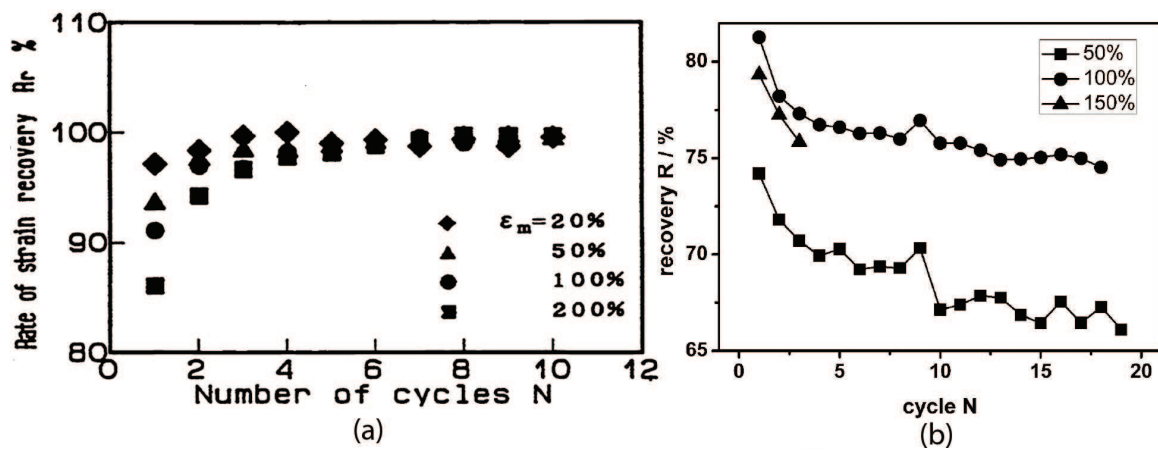 Rate of strain recovery Rr %
110
100
90
80
0 2 4 6 8 10 12
Number of cycles N
εm=20%
50%
100%
200%
(a)
recovery R / %
80
75
70
65
0 5 10 15 20
cycle N
50%
100%
150%
(b)